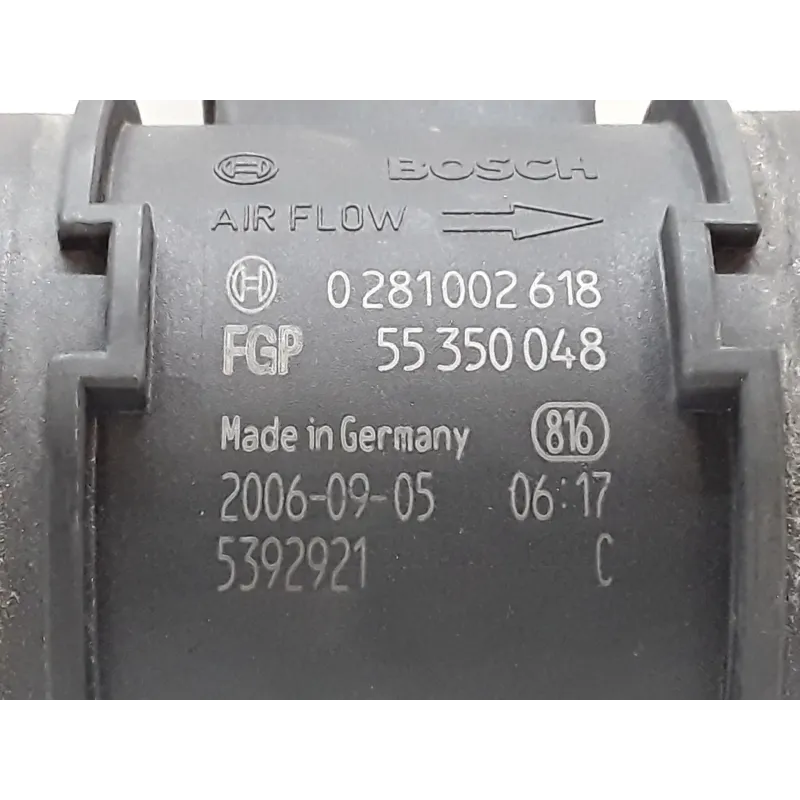 BOSCH
AIR FLOW
0 281 002 618
FGP 55 350 048
Made in Germany 816
2006-09-05 06:17
5392921 C